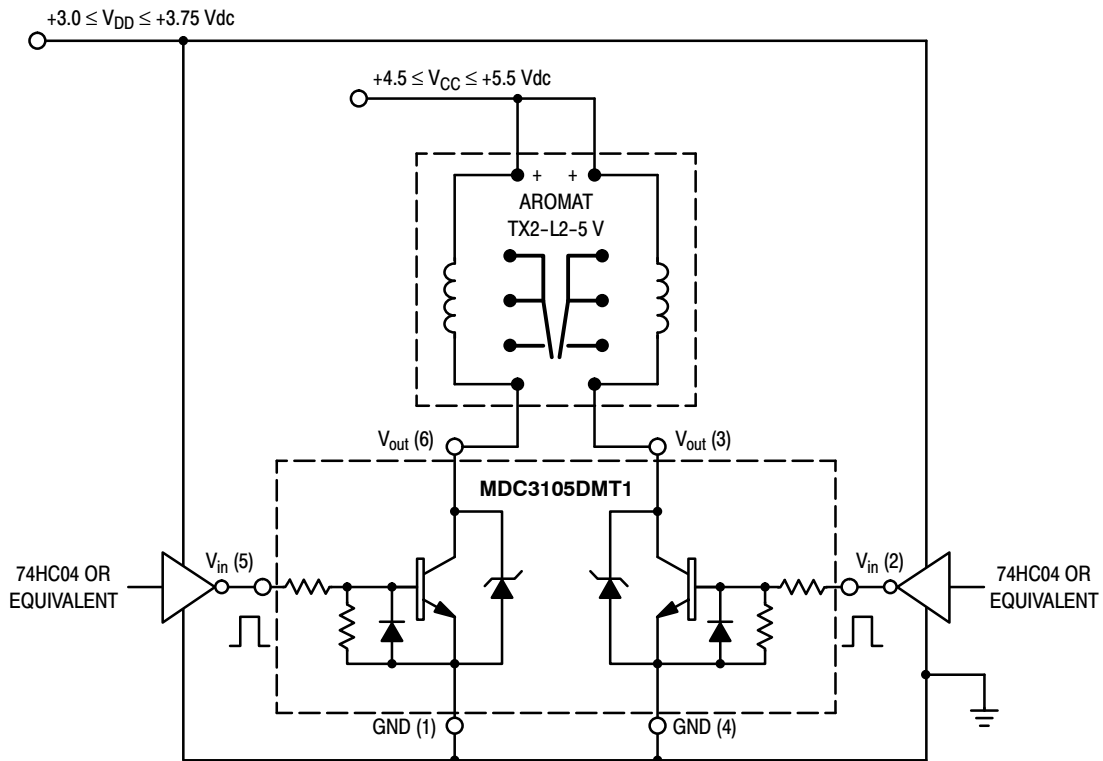 +3.0 ≤ VDD ≤ +3.75 Vdc
+4.5 ≤ VCC ≤ +5.5 Vdc
+ +
AROMAT
TX2-L2-5 V
Vout (6)
Vout (3)
MDC3105DMT1
74HC04 OR
EQUIVALENT
Vin (5)
Vin (2)
74HC04 OR
EQUIVALENT
GND (1)
GND (4)